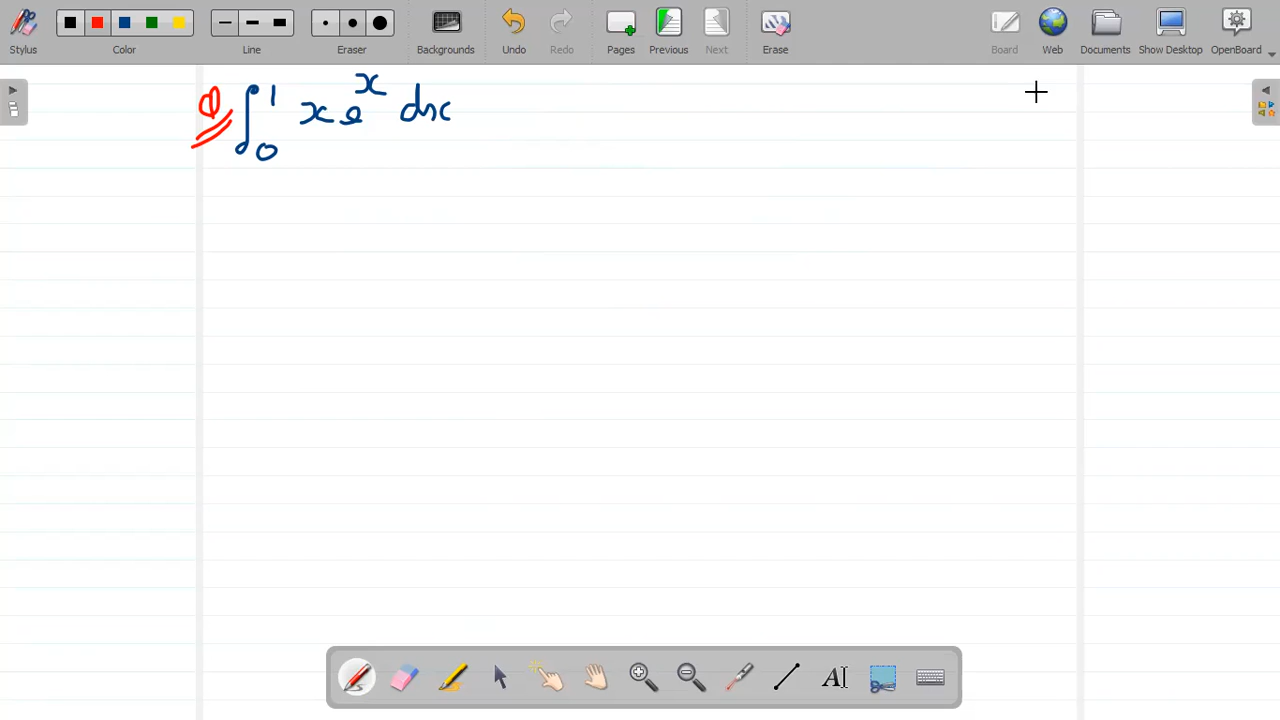 Stylus Color Line Eraser Backgrounds Undo Redo Pages Previous Next Erase Board Web Documents Show Desktop OpenBoard
Q ∫₀¹ x eˣ dx
A